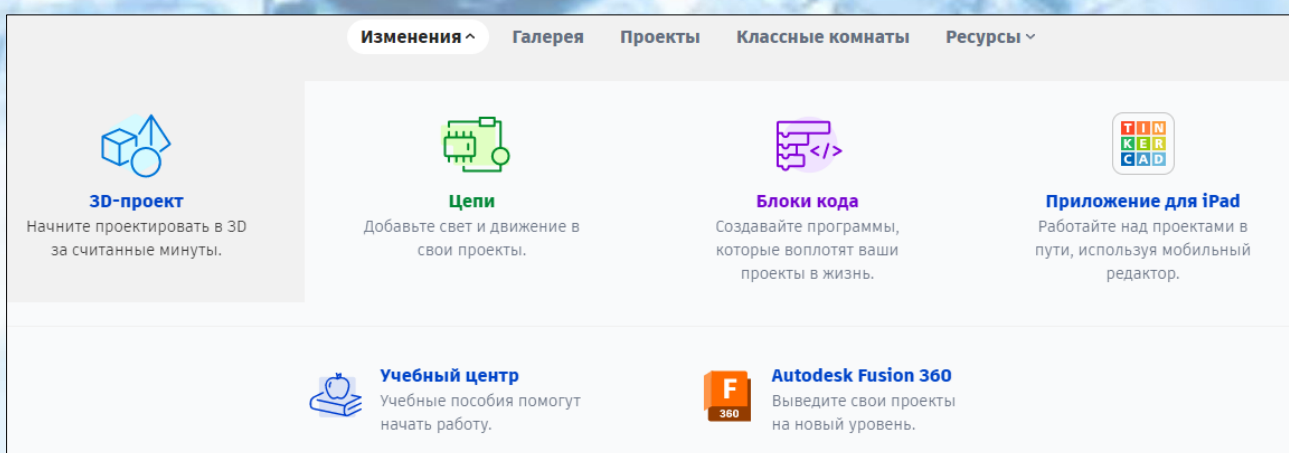 Изменения Галерея Проекты Классные комнаты Ресурсы
TIN
KER
CAD
3D-проект
Начните проектировать в 3D
за считанные минуты.
Цепи
Добавьте свет и движение в
свои проекты.
</>
Блоки кода
Создавайте программы,
которые воплотят ваши
проекты в жизнь.
Приложение для iPad
Работайте над проектами в
пути, используя мобильный
редактор.
Учебный центр
Учебные пособия помогут
начать работу.
F
360
Autodesk Fusion 360
Выведите свои проекты
на новый уровень.